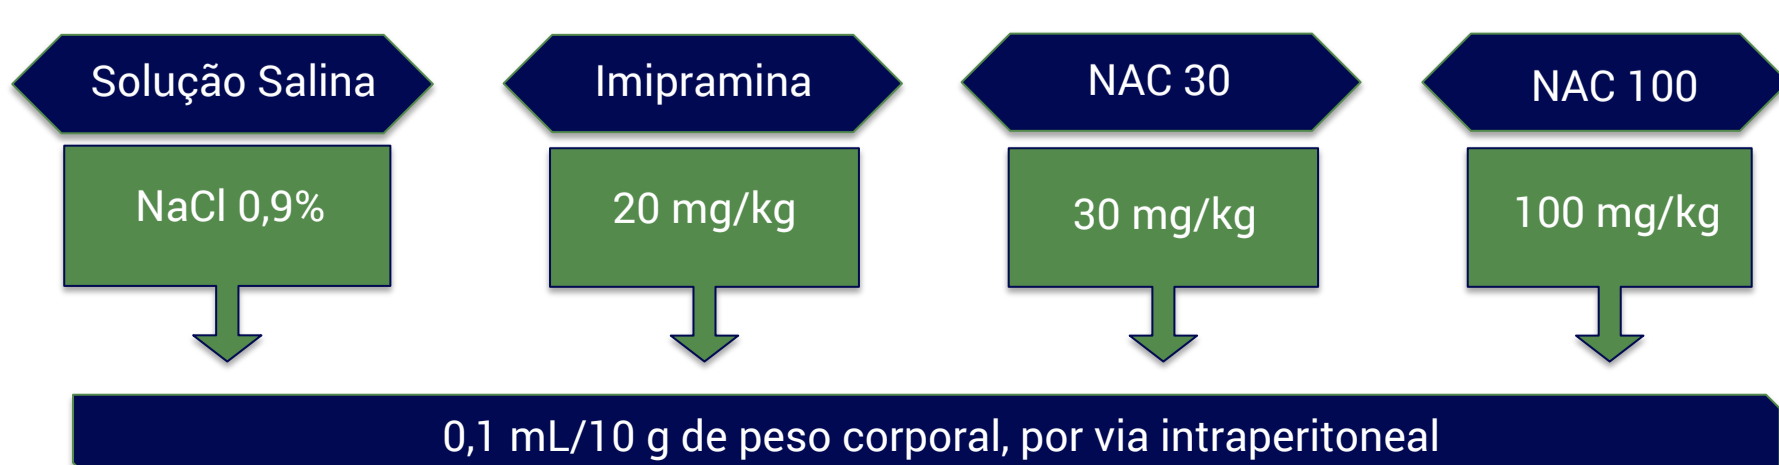 Solução Salina
Imipramina
NAC 30
NAC 100
NaCl 0,9%
20 mg/kg
30 mg/kg
100 mg/kg
0,1 mL/10 g de peso corporal, por via intraperitoneal